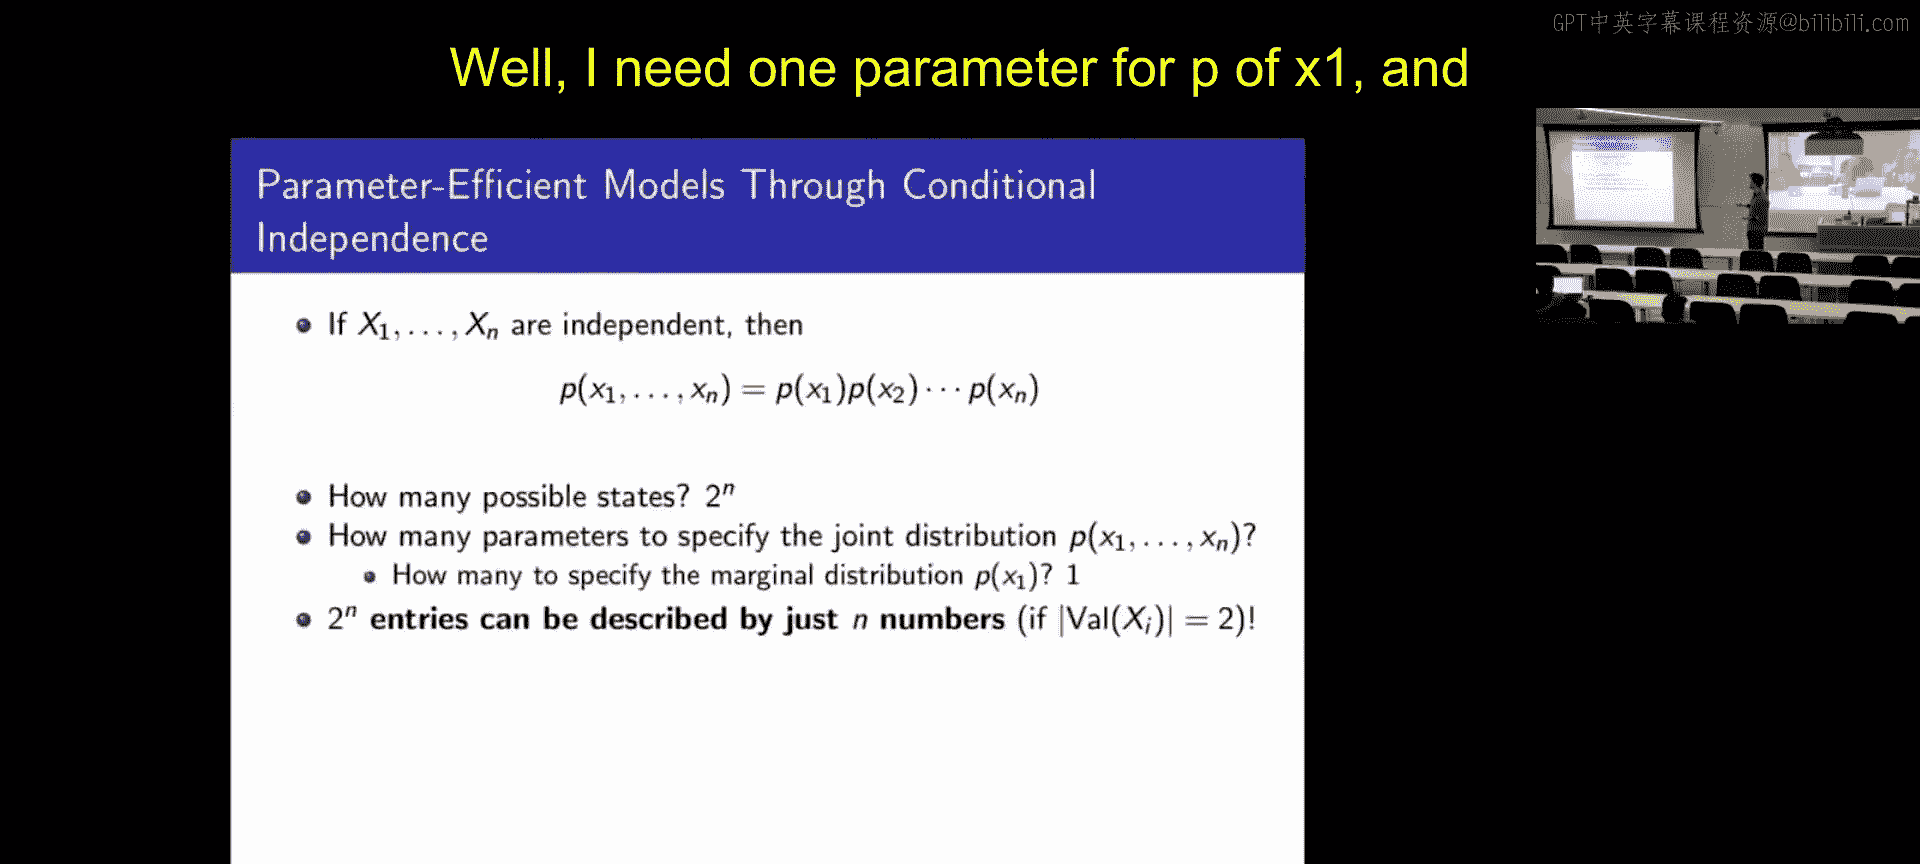 GPT中英字幕课程资源@bilibili.com
Well, I need one parameter for p of x1, and
Parameter-Efficient Models Through Conditional
Independence
If X₁, . . . , Xₙ are independent, then
p(x₁, . . . , xₙ) = p(x₁)p(x₂) · · · p(xₙ)
How many possible states? 2ⁿ
How many parameters to specify the joint distribution p(x₁, . . . , xₙ)?
How many to specify the marginal distribution p(x₁)? 1
2ⁿ entries can be described by just n numbers (if |Val(Xᵢ)| = 2)!